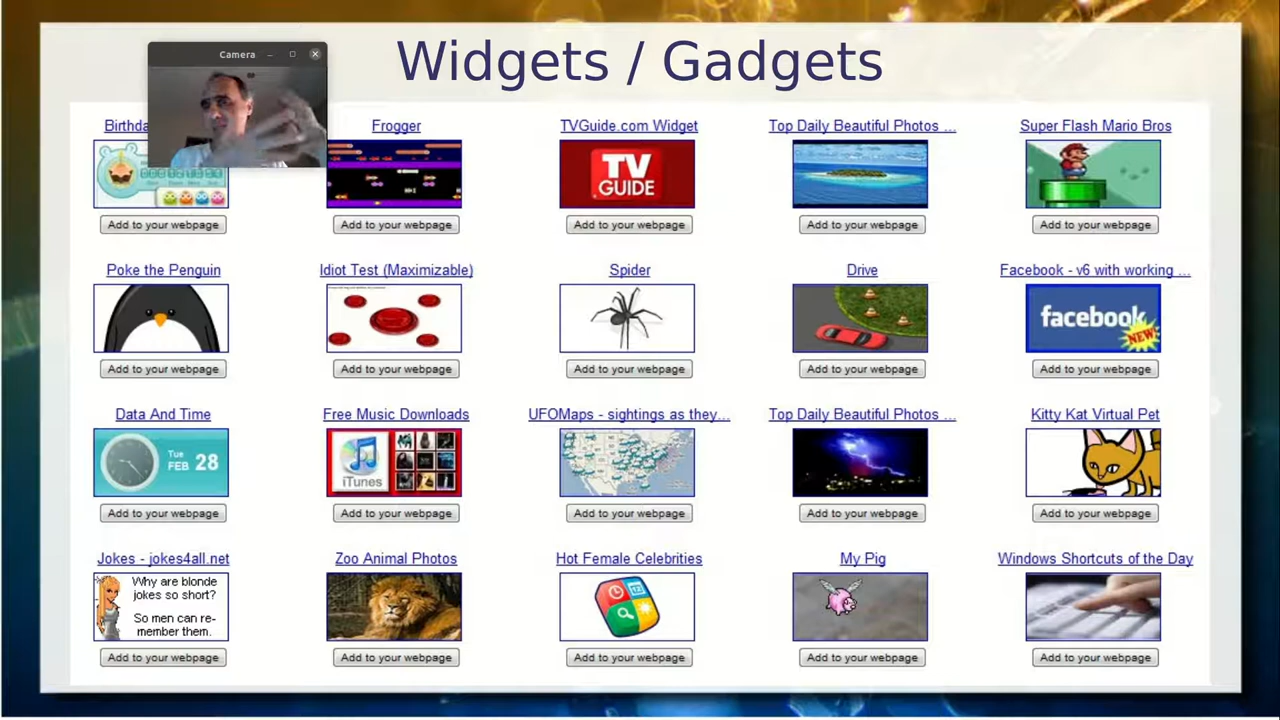 Camera
Widgets / Gadgets
Birthda
Frogger
TVGuide.com Widget
Top Daily Beautiful Photos ...
Super Flash Mario Bros
TV
GUIDE
Add to your webpage
Add to your webpage
Add to your webpage
Add to your webpage
Add to your webpage
Poke the Penguin
Idiot Test (Maximizable)
Spider
Drive
Facebook - v6 with working ...
facebook
NEW
Add to your webpage
Add to your webpage
Add to your webpage
Add to your webpage
Add to your webpage
Data And Time
Free Music Downloads
UFOMaps - sightings as they...
Top Daily Beautiful Photos ...
Kitty Kat Virtual Pet
Tue
FEB 28
iTunes
Add to your webpage
Add to your webpage
Add to your webpage
Add to your webpage
Add to your webpage
Jokes - jokes4all.net
Zoo Animal Photos
Hot Female Celebrities
My Pig
Windows Shortcuts of the Day
Why are blonde
jokes so short?
So men can re-
member them.
Add to your webpage
Add to your webpage
Add to your webpage
Add to your webpage
Add to your webpage